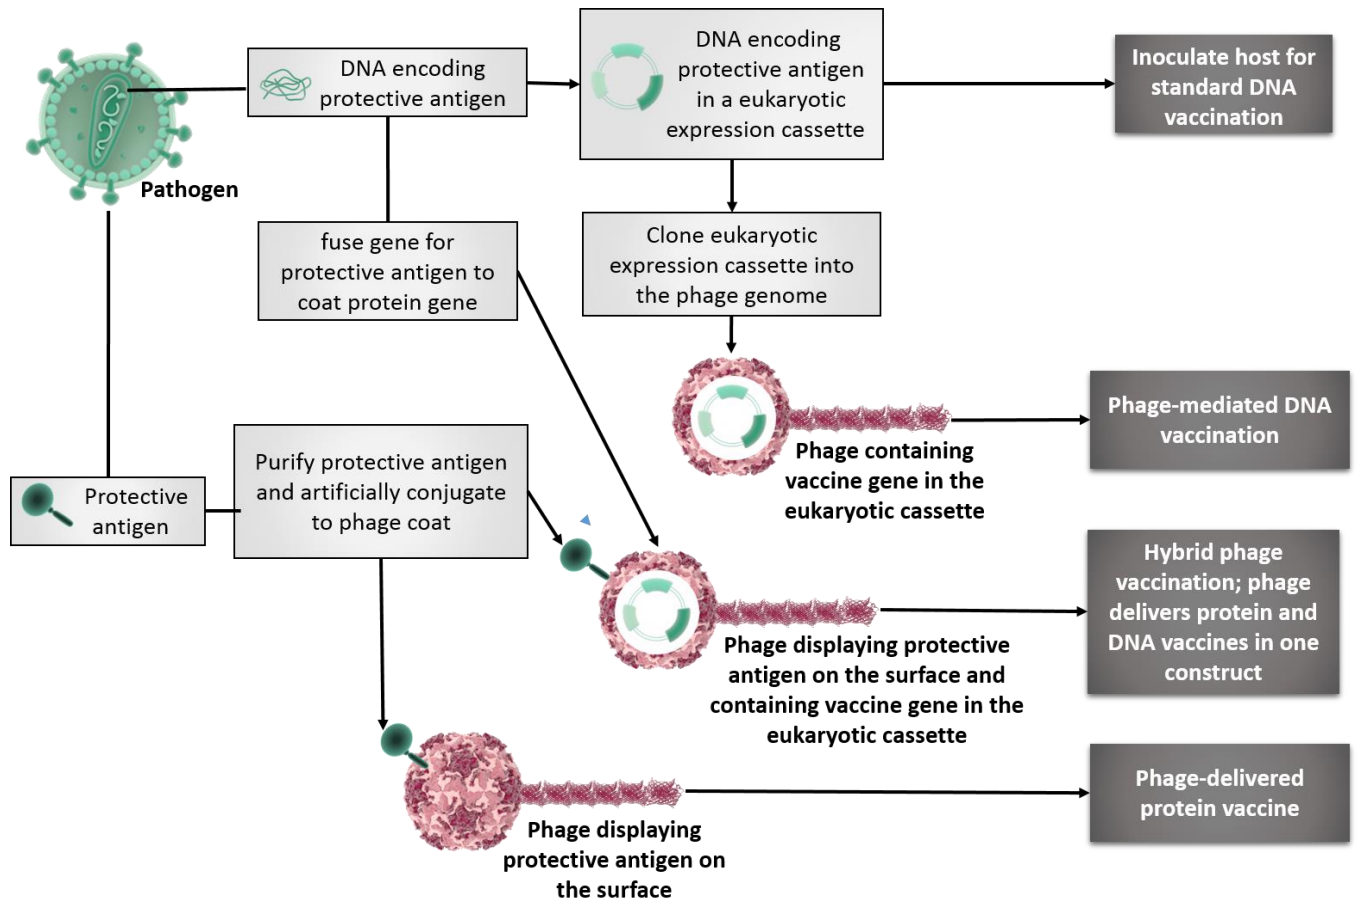 DNA encoding
protective antigen
DNA encoding
protective antigen
in a eukaryotic
expression cassette
Inoculate host for
standard DNA
vaccination
Pathogen
fuse gene for
protective antigen to
coat protein gene
Clone eukaryotic
expression cassette into
the phage genome
Phage-mediated DNA
vaccination
Phage containing
vaccine gene in the
eukaryotic cassette
Protective
antigen
Purify protective antigen
and artificially conjugate
to phage coat
Hybrid phage
vaccination; phage
delivers protein and
DNA vaccines in one
construct
Phage displaying protective
antigen on the surface and
containing vaccine gene in the
eukaryotic cassette
Phage-delivered
protein vaccine
Phage displaying
protective antigen on
the surface